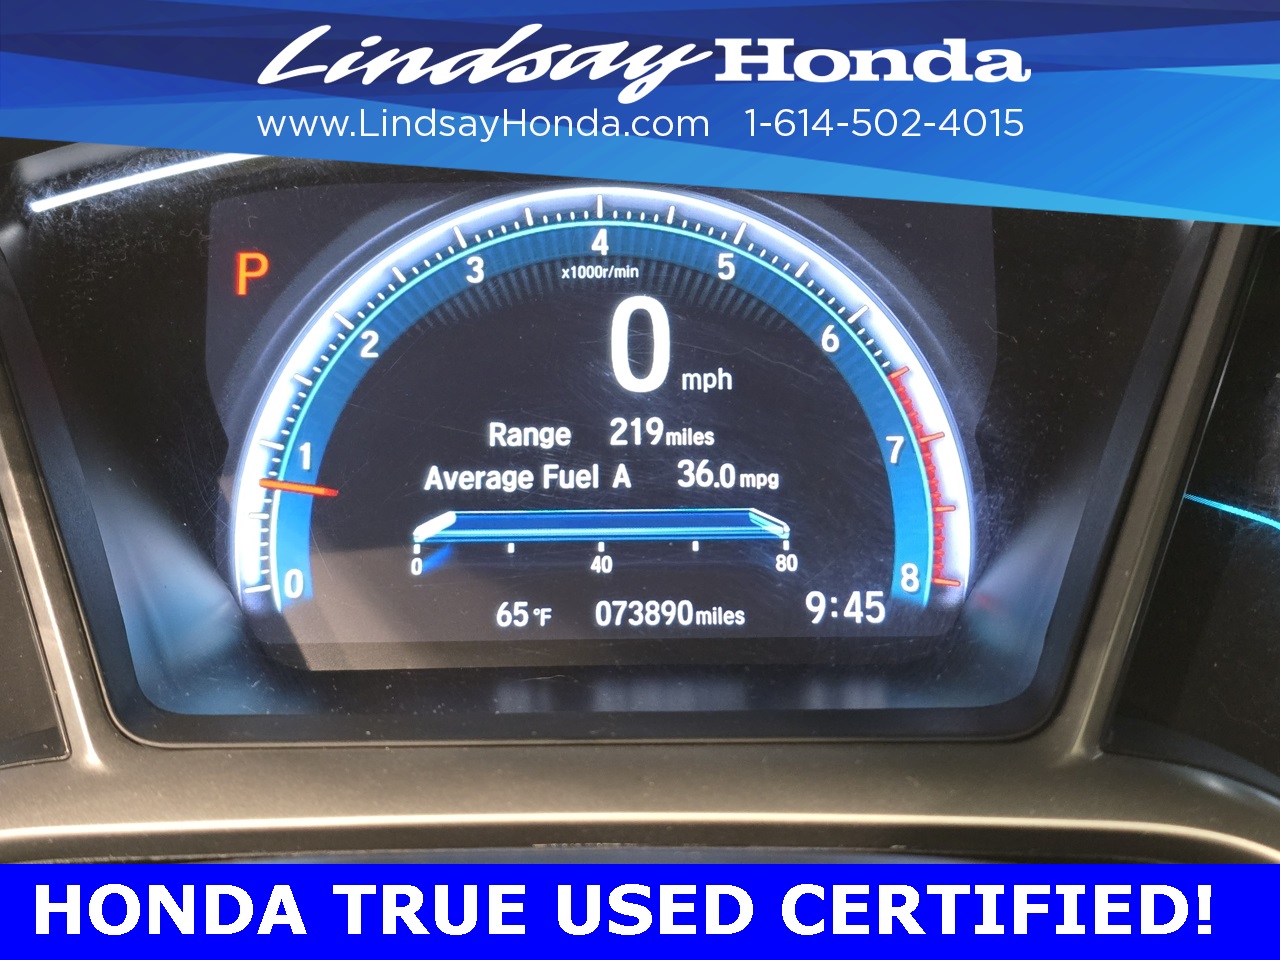 Lindsay Honda
www.LindsayHonda.com 1-614-502-4015
P
0 1 2 3 4 5 6 7 8
x1000r/min
0 mph
Range 219 miles
Average Fuel A 36.0 mpg
0 40 80
65°F 073890 miles 9:45
HONDA TRUE USED CERTIFIED!